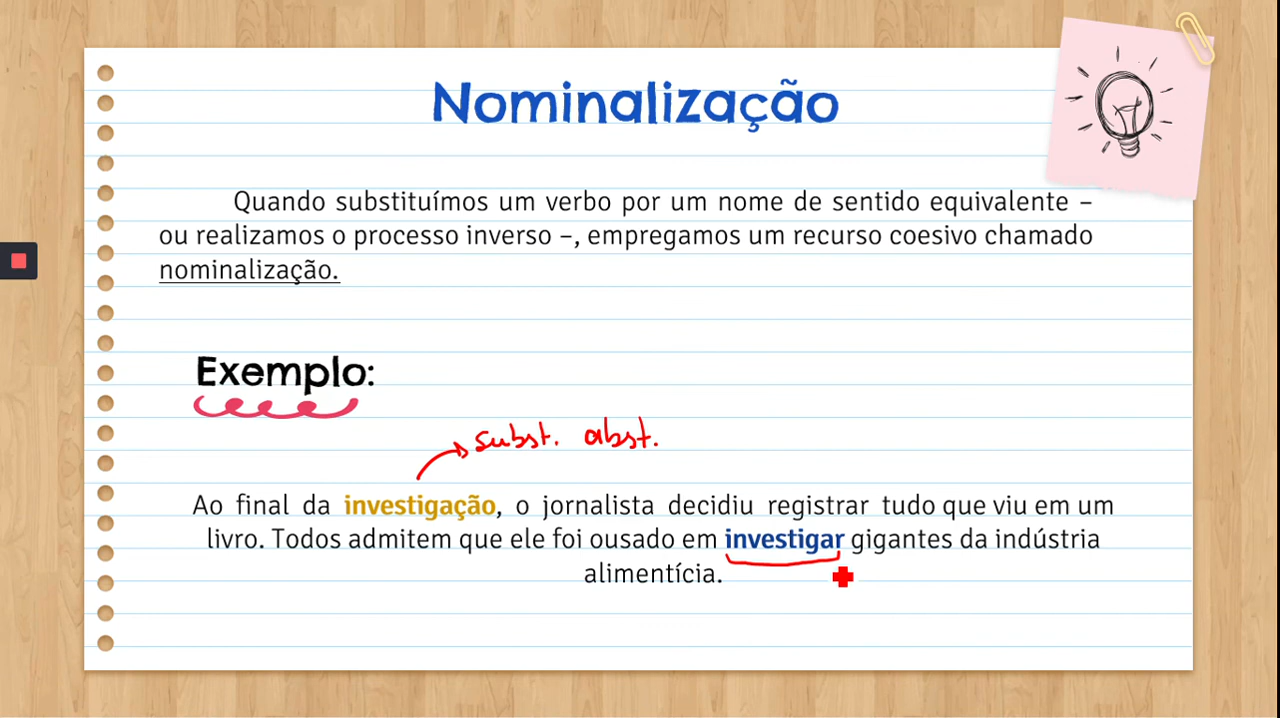 Nominalização
Quando substituímos um verbo por um nome de sentido equivalente –
ou realizamos o processo inverso –, empregamos um recurso coesivo chamado
nominalização.
Exemplo:
subst. abst.
Ao final da investigação, o jornalista decidiu registrar tudo que viu em um
livro. Todos admitem que ele foi ousado em investigar gigantes da indústria
alimentícia.